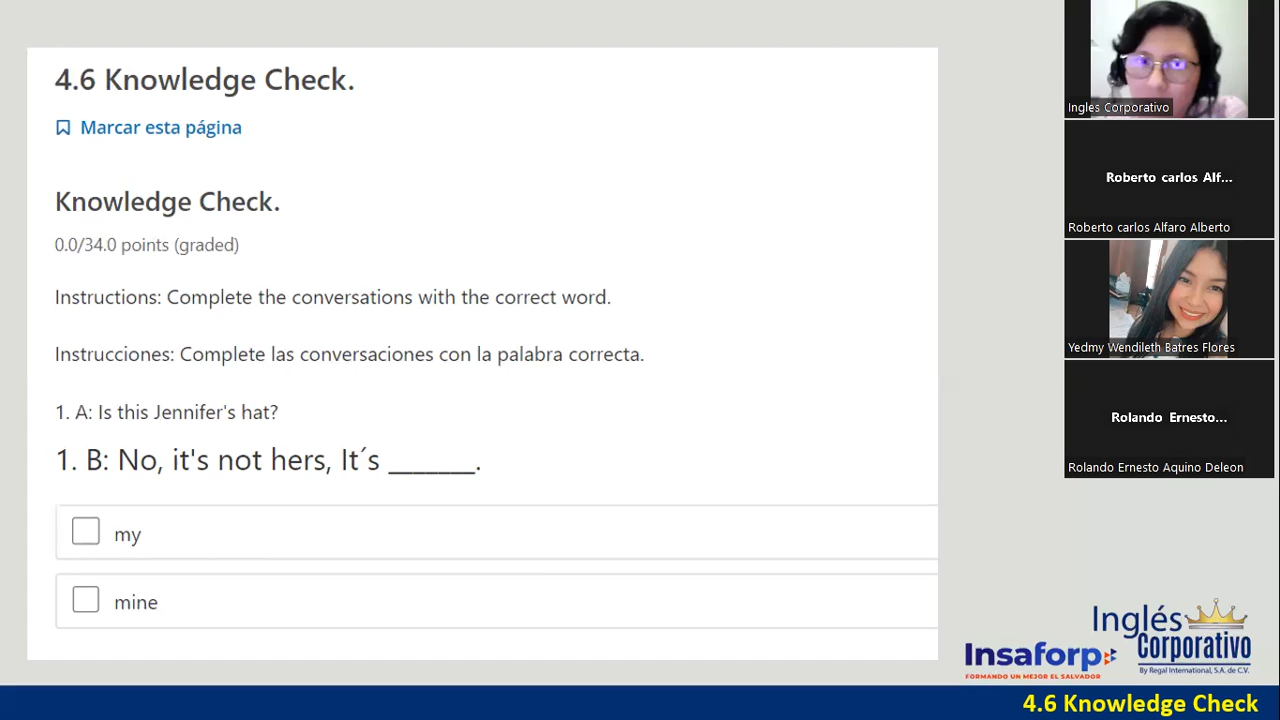 4.6 Knowledge Check.
Marcar esta página
Knowledge Check.
0.0/34.0 points (graded)
Instructions: Complete the conversations with the correct word.
Instrucciones: Complete las conversaciones con la palabra correcta.
1. A: Is this Jennifer's hat?
1. B: No, it's not hers, It´s _______.
my
mine
Ingles Corporativo
Roberto carlos Alf...
Roberto carlos Alfaro Alberto
Yedmy Wendileth Batres Flores
Rolando Ernesto...
Rolando Ernesto Aquino Deleon
Insaforp
FORMANDO UN MEJOR EL SALVADOR
Inglés
Corporativo
By Regal International, S.A. de C.V.
4.6 Knowledge Check